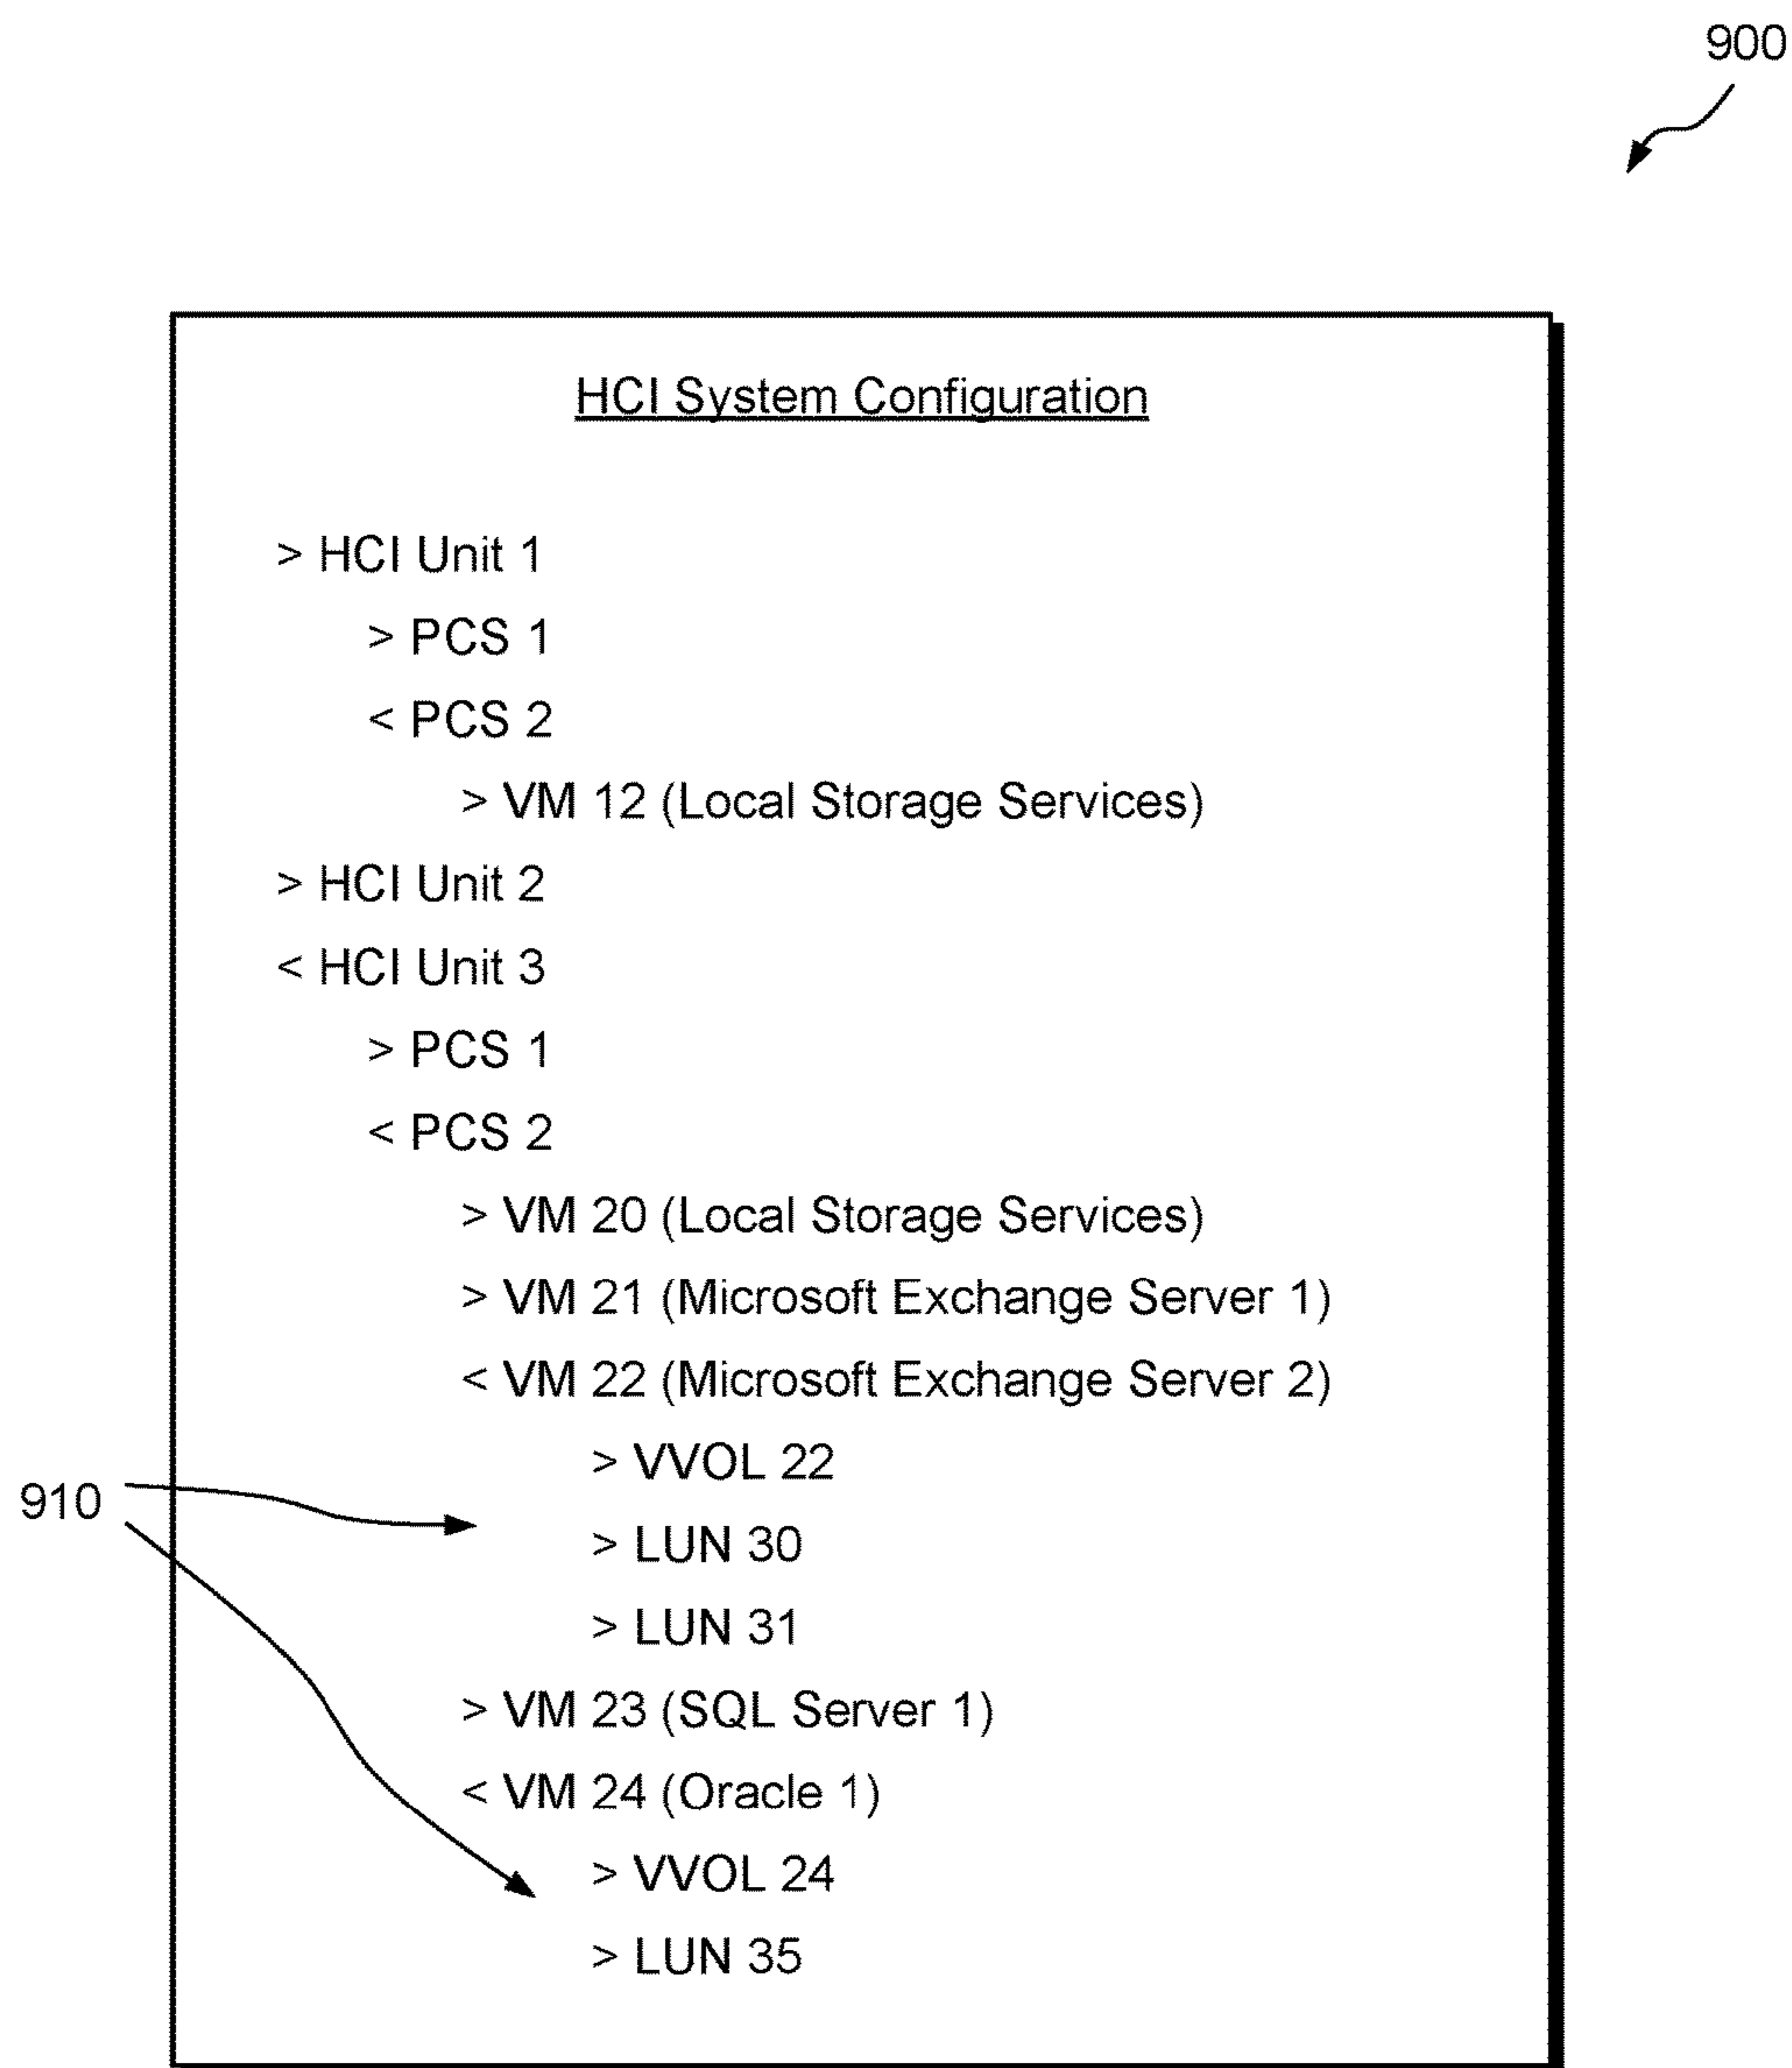 900
HCI System Configuration
> HCI Unit 1
> PCS 1
< PCS 2
> VM 12 (Local Storage Services)
> HCI Unit 2
< HCI Unit 3
> PCS 1
< PCS 2
> VM 20 (Local Storage Services)
> VM 21 (Microsoft Exchange Server 1)
< VM 22 (Microsoft Exchange Server 2)
> VVOL 22
910
> LUN 30
> LUN 31
> VM 23 (SQL Server 1)
< VM 24 (Oracle 1)
> VVOL 24
> LUN 35